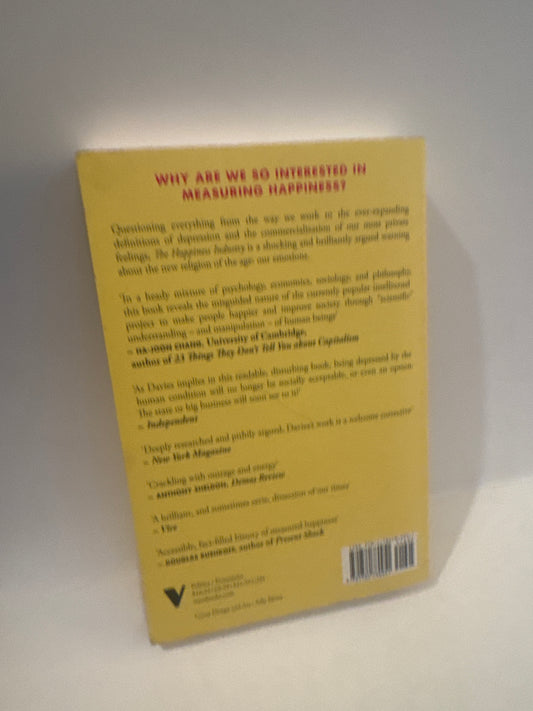 WHY ARE WE SO INTERESTED IN
MEASURING HAPPINESS?
Questioning everything from the way we work to the ever-expanding
definitions of depression and the commercialisation of our most private
feelings, The Happiness Industry is a shocking and brilliantly argued warning
about the new religion of the age: our emotions.
'In a heady mixture of psychology, economics, sociology, and philosophy
this book reveals the misguided nature of the currently popular intellectual
project to make people happier and improve society through "scientific"
understanding – and manipulation – of human beings'
– HA-JOON CHANG, University of Cambridge,
author of 23 Things They Don't Tell You about Capitalism
'As Davies implies in this readable, disturbing book, being depressed by the
human condition will no longer be socially acceptable, or even an option
The state or big business will soon see to it'
– Independent
'Deeply researched and pithily argued, Davies's work is a welcome corrective'
– New York Magazine
'Crackling with outrage and energy'
– ANTHONY SHELDON, Demos Review
'A brilliant, and sometimes eerie, dissection of our times'
– Vice
'Accessible, fact-filled history of measured happiness'
– DOUGLAS RUSHKOFF, author of Present Shock
V
Politics